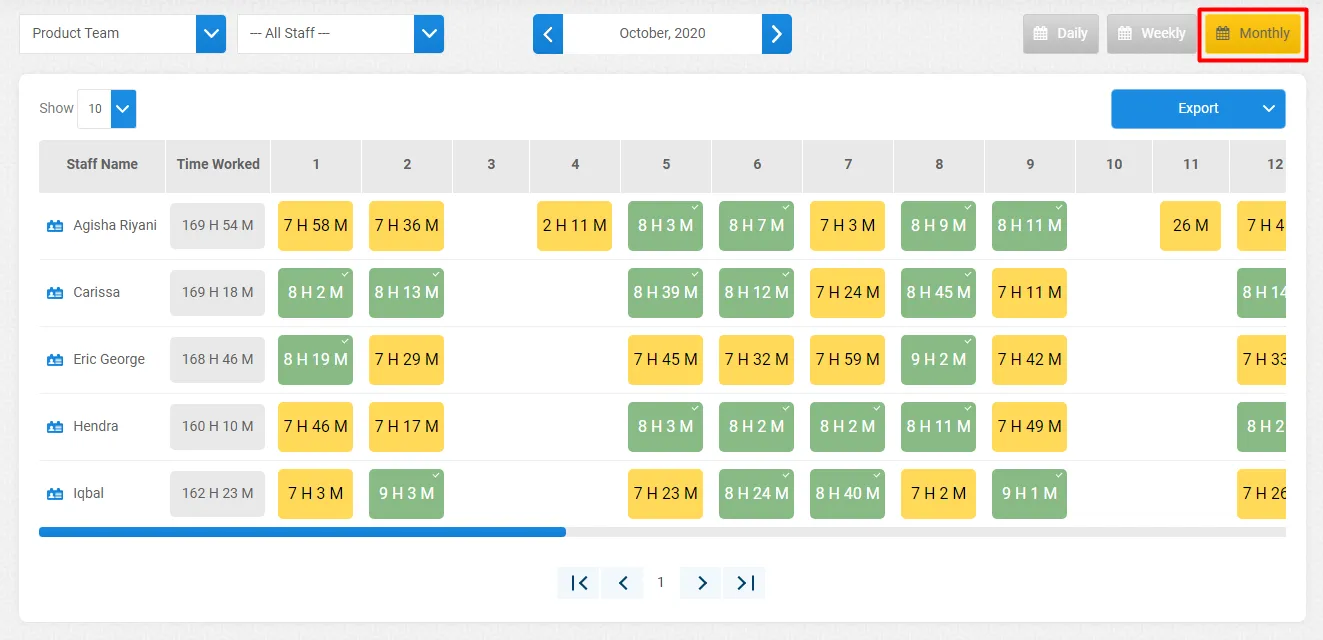 Product Team --- All Staff --- October, 2020 Daily Weekly Monthly
Show 10 Export
Staff Name Time Worked 1 2 3 4 5 6 7 8 9 10 11 12
Agisha Riyani 169 H 54 M 7 H 58 M 7 H 36 M 2 H 11 M 8 H 3 M 8 H 7 M 7 H 3 M 8 H 9 M 8 H 11 M 26 M 7 H 4
Carissa 169 H 18 M 8 H 2 M 8 H 13 M 8 H 39 M 8 H 12 M 7 H 24 M 8 H 45 M 7 H 11 M 8 H 14
Eric George 168 H 46 M 8 H 19 M 7 H 29 M 7 H 45 M 7 H 32 M 7 H 59 M 9 H 2 M 7 H 42 M 7 H 33
Hendra 160 H 10 M 7 H 46 M 7 H 17 M 8 H 3 M 8 H 2 M 8 H 2 M 8 H 11 M 7 H 49 M 8 H 2
Iqbal 162 H 23 M 7 H 3 M 9 H 3 M 7 H 23 M 8 H 24 M 8 H 40 M 7 H 2 M 9 H 1 M 7 H 26
1